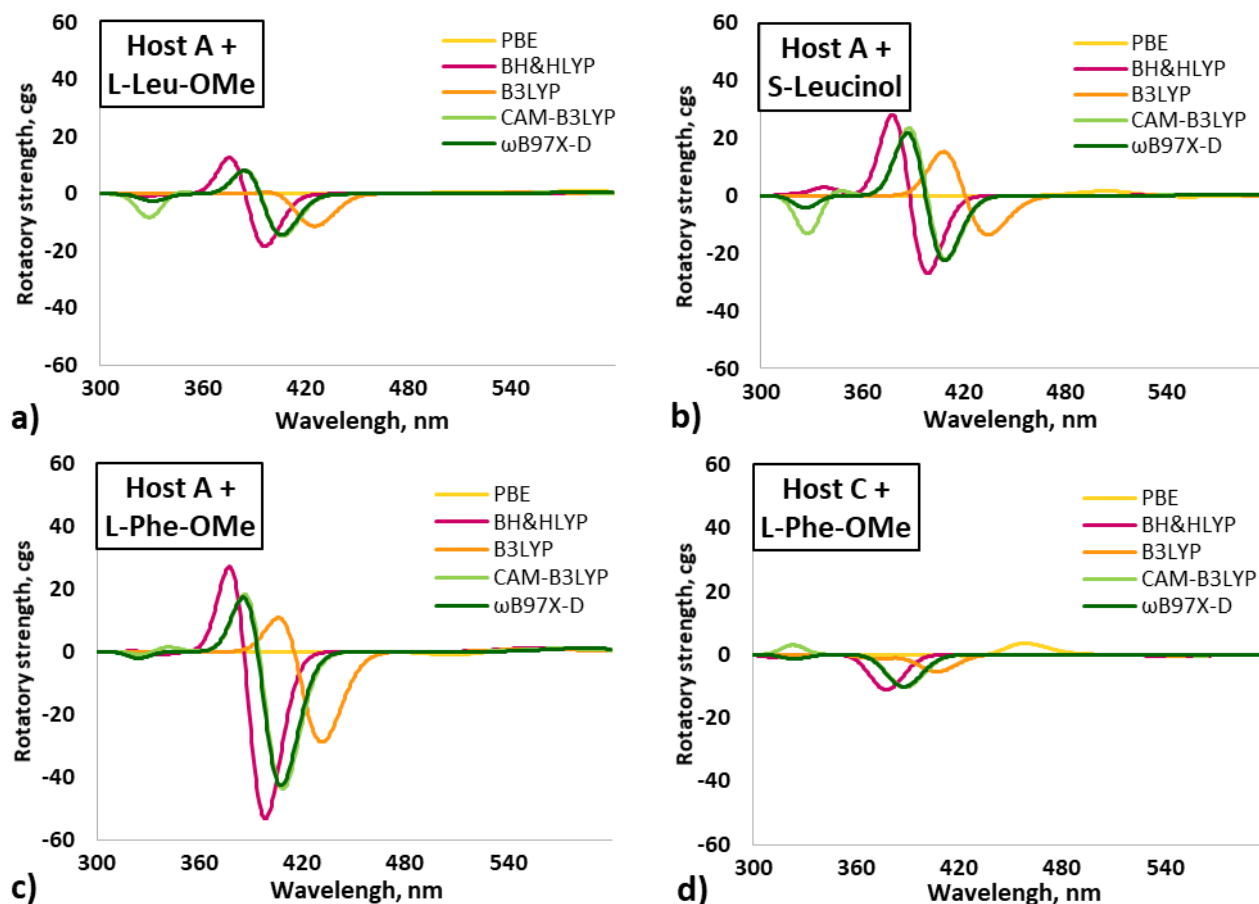 60
40
20
0
-20
-40
-60
Rotatory strength, cgs
Host A +
L-Leu-OMe
PBE
BH&HLYP
B3LYP
CAM-B3LYP
ωB97X-D
300 360 420 480 540
Wavelengh, nm
a)
60
40
20
0
-20
-40
-60
Rotatory strength, cgs
Host A +
S-Leucinol
PBE
BH&HLYP
B3LYP
CAM-B3LYP
ωB97X-D
300 360 420 480 540
Wavelengh, nm
b)
60
40
20
0
-20
-40
-60
Rotatory strength, cgs
Host A +
L-Phe-OMe
PBE
BH&HLYP
B3LYP
CAM-B3LYP
ωB97X-D
300 360 420 480 540
Wavelengh, nm
c)
60
40
20
0
-20
-40
-60
Rotatory strength, cgs
Host C +
L-Phe-OMe
PBE
BH&HLYP
B3LYP
CAM-B3LYP
ωB97X-D
300 360 420 480 540
Wavelengh, nm
d)